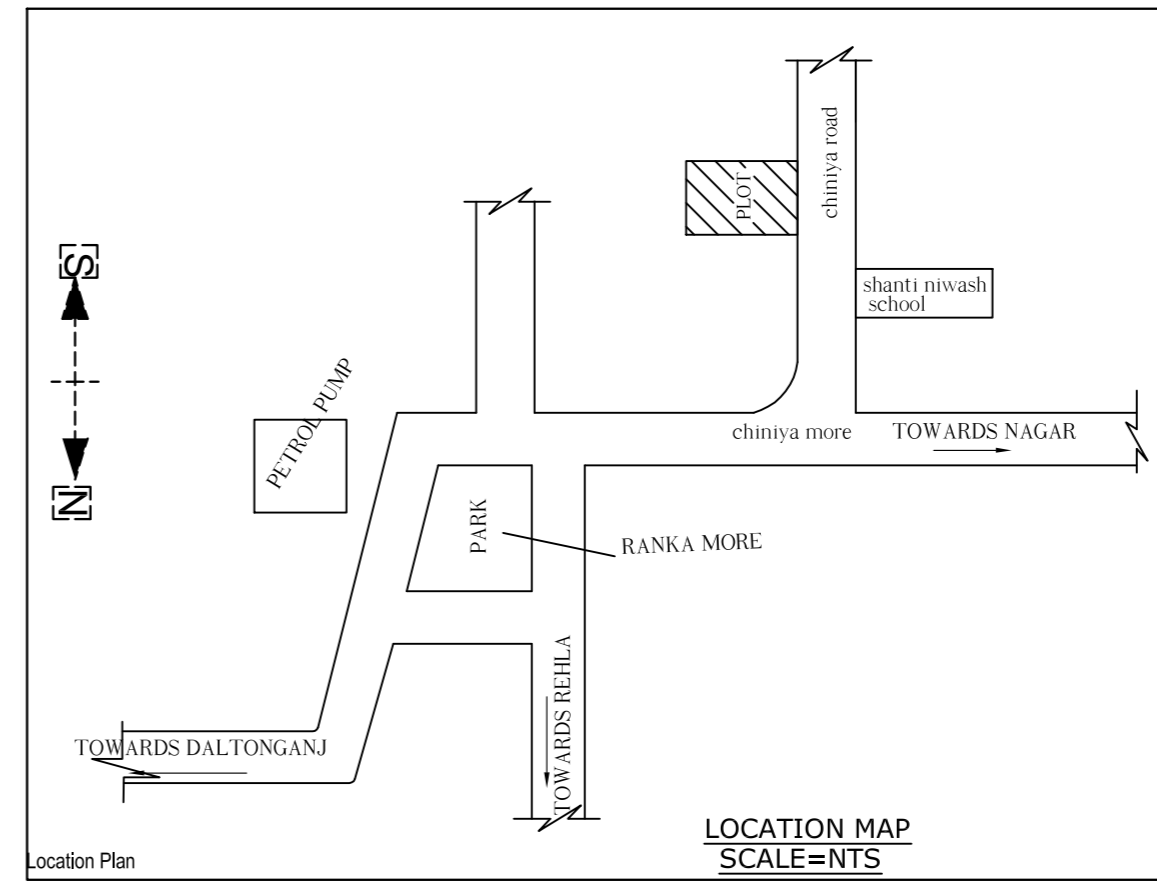 chiniya road
PLOT
S
shanti niwash
school
PETROL PUMP
chiniya more
TOWARDS NAGAR
N
PARK
RANKA MORE
TOWARDS REHLA
TOWARDS DALTONGANJ
LOCATION MAP
SCALE=NTS
Location Plan